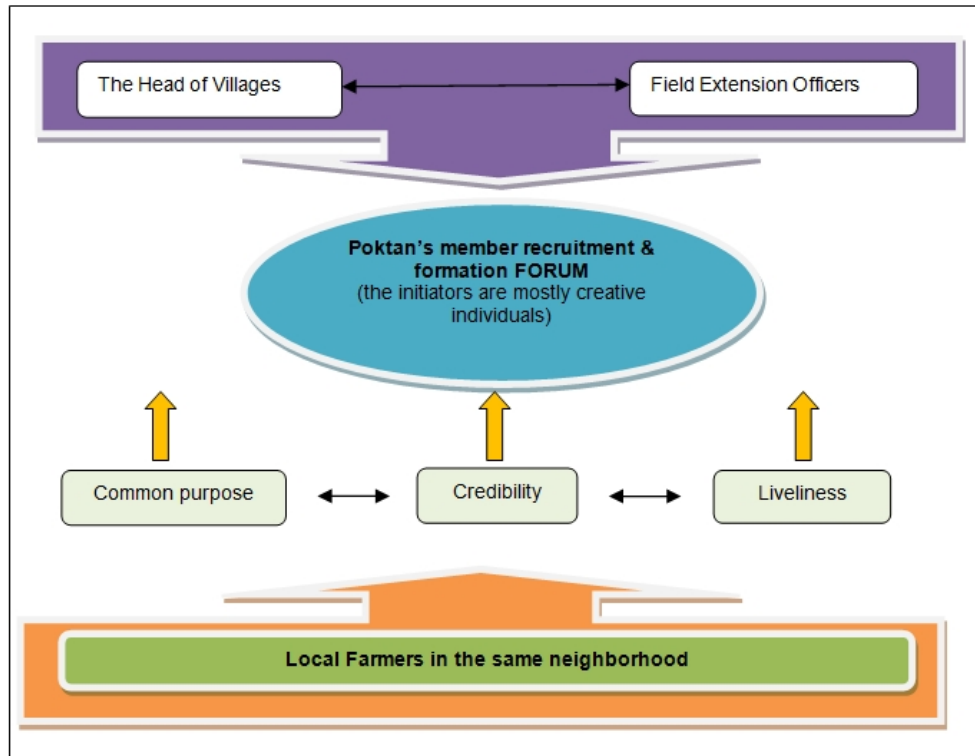 The Head of Villages
Field Extension Officers
Poktan's member recruitment &
formation FORUM
(the initiators are mostly creative
individuals)
Common purpose
Credibility
Liveliness
Local Farmers in the same neighborhood